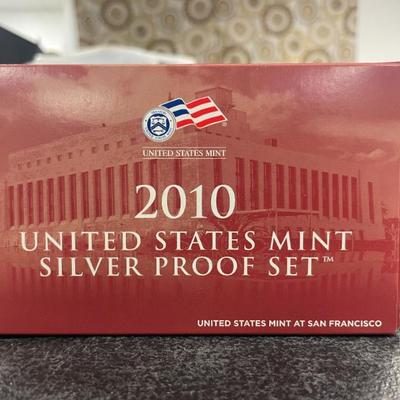 UNITED STATES MINT
2010
UNITED STATES MINT
SILVER PROOF SET™
UNITED STATES MINT AT SAN FRANCISCO